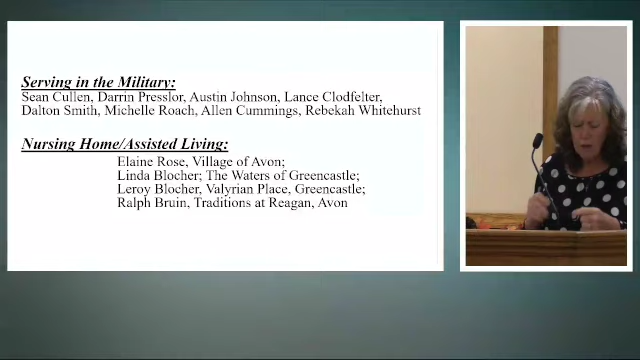 Serving in the Military:
Sean Cullen, Darrin Presslor, Austin Johnson, Lance Clodfelter,
Dalton Smith, Michelle Roach, Allen Cummings, Rebekah Whitehurst
Nursing Home/Assisted Living:
Elaine Rose, Village of Avon;
Linda Blocher; The Waters of Greencastle;
Leroy Blocher, Valyrian Place, Greencastle;
Ralph Bruin, Traditions at Reagan, Avon